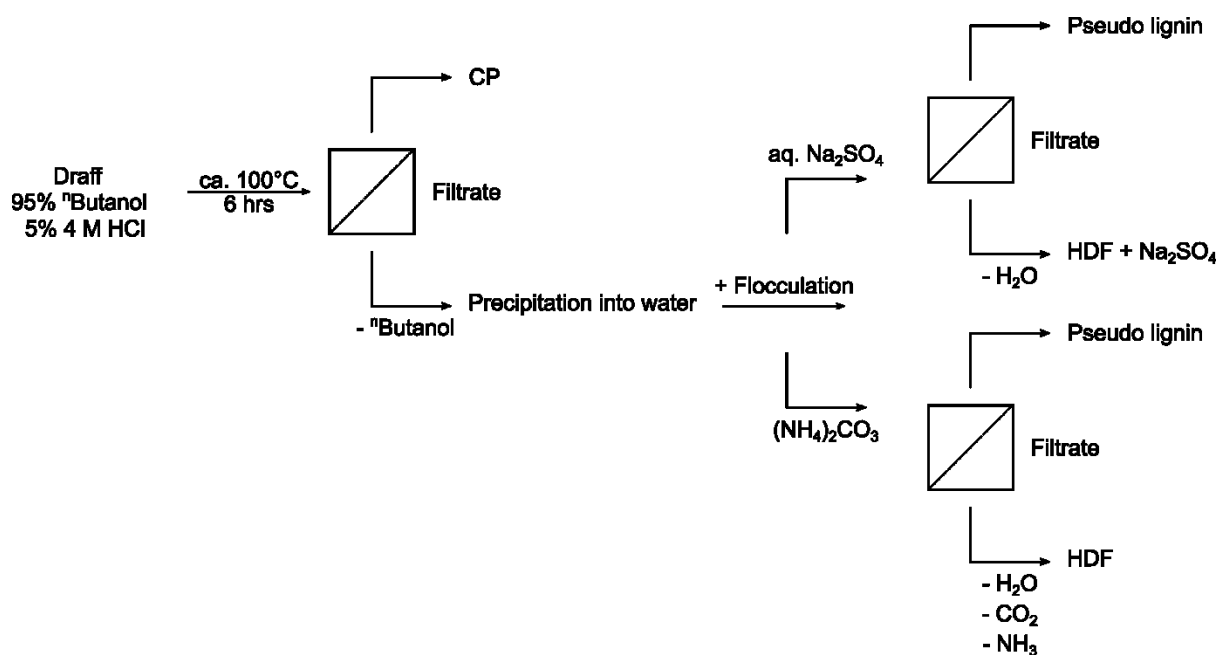 Draff
95% ⁿButanol
5% 4 M HCl
ca. 100°C
6 hrs
CP
Filtrate
- ⁿButanol
Precipitation into water
+ Flocculation
aq. Na₂SO₄
(NH₄)₂CO₃
Pseudo lignin
Filtrate
HDF + Na₂SO₄
- H₂O
Pseudo lignin
Filtrate
HDF
- H₂O
- CO₂
- NH₃